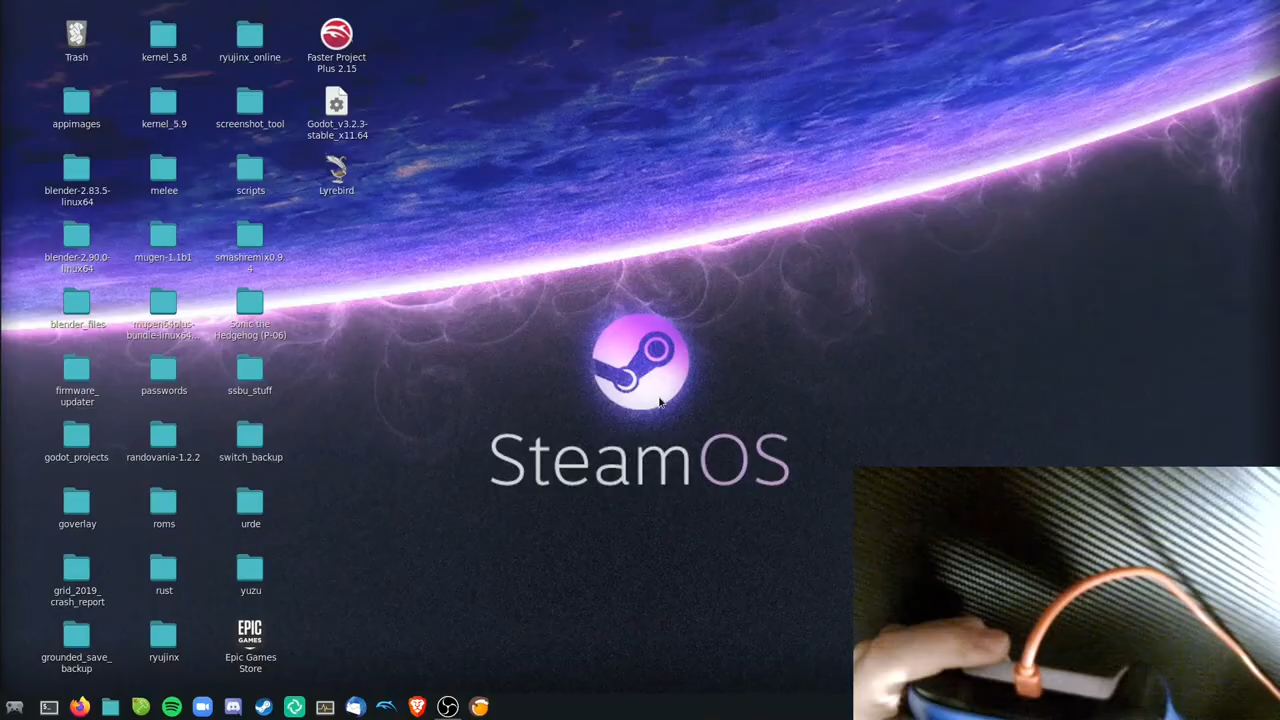 Trash
kernel_5.8
ryujinx_online
Faster Project
Plus 2.15
appimages
kernel_5.9
screenshot_tool
Godot_v3.2.3-
stable_x11.64
blender-2.83.5-
linux64
melee
scripts
Lyrebird
blender-2.90.0-
linux64
mugen-1.1b1
smashremix0.9.
4
blender_files
mupen64plus-
bundle-linux64...
Sonic the
Hedgehog (P-06)
firmware_
updater
passwords
ssbu_stuff
godot_projects
randovania-1.2.2
switch_backup
SteamOS
goverlay
roms
urde
grid_2019_
crash_report
rust
yuzu
grounded_save_
backup
ryujinx
EPIC
GAMES
Epic Games
Store